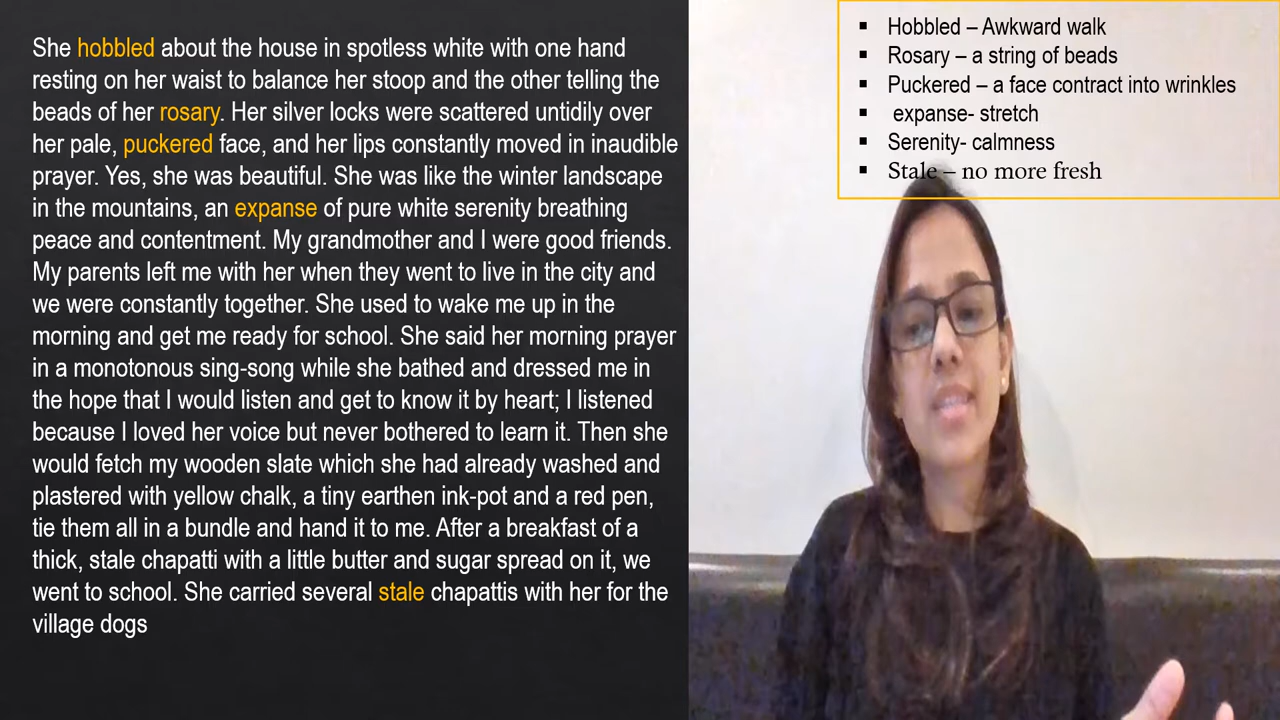 She hobbled about the house in spotless white with one hand
resting on her waist to balance her stoop and the other telling the
beads of her rosary. Her silver locks were scattered untidily over
her pale, puckered face, and her lips constantly moved in inaudible
prayer. Yes, she was beautiful. She was like the winter landscape
in the mountains, an expanse of pure white serenity breathing
peace and contentment. My grandmother and I were good friends.
My parents left me with her when they went to live in the city and
we were constantly together. She used to wake me up in the
morning and get me ready for school. She said her morning prayer
in a monotonous sing-song while she bathed and dressed me in
the hope that I would listen and get to know it by heart; I listened
because I loved her voice but never bothered to learn it. Then she
would fetch my wooden slate which she had already washed and
plastered with yellow chalk, a tiny earthen ink-pot and a red pen,
tie them all in a bundle and hand it to me. After a breakfast of a
thick, stale chapatti with a little butter and sugar spread on it, we
went to school. She carried several stale chapattis with her for the
village dogs
▪ Hobbled – Awkward walk
▪ Rosary – a string of beads
▪ Puckered – a face contract into wrinkles
▪ expanse- stretch
▪ Serenity- calmness
▪ Stale – no more fresh